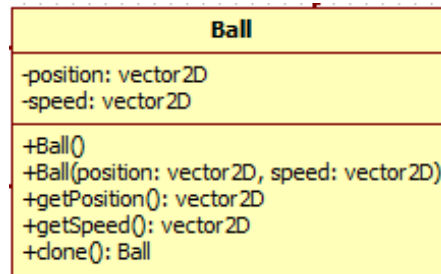 Ball
-position: vector2D
-speed: vector2D
+Ball()
+Ball(position: vector2D, speed: vector2D)
+getPosition(): vector2D
+getSpeed(): vector2D
+clone(): Ball